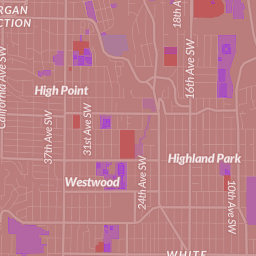 RGAN
CTION
18th A
California Ave SW
16th Ave SW
High Point
37th Ave SW
31st Ave SW
24th Ave SW
Highland Park
Westwood
10th Ave SW
WHITE